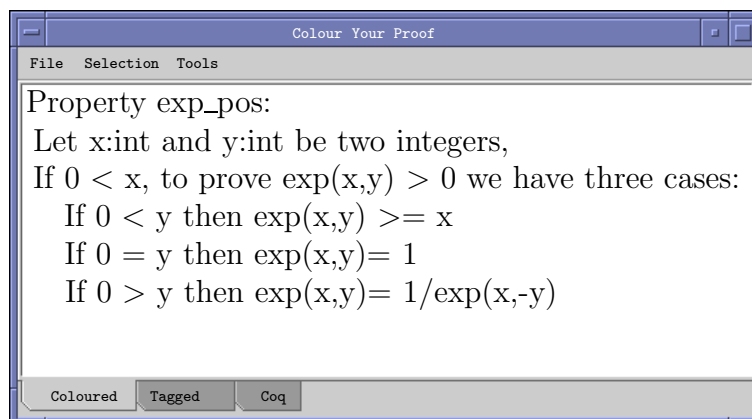 Colour Your Proof
File Selection Tools
Property exp_pos:
Let x:int and y:int be two integers,
If 0 < x, to prove exp(x,y) > 0 we have three cases:
If 0 < y then exp(x,y) >= x
If 0 = y then exp(x,y)= 1
If 0 > y then exp(x,y)= 1/exp(x,-y)
Coloured Tagged Coq